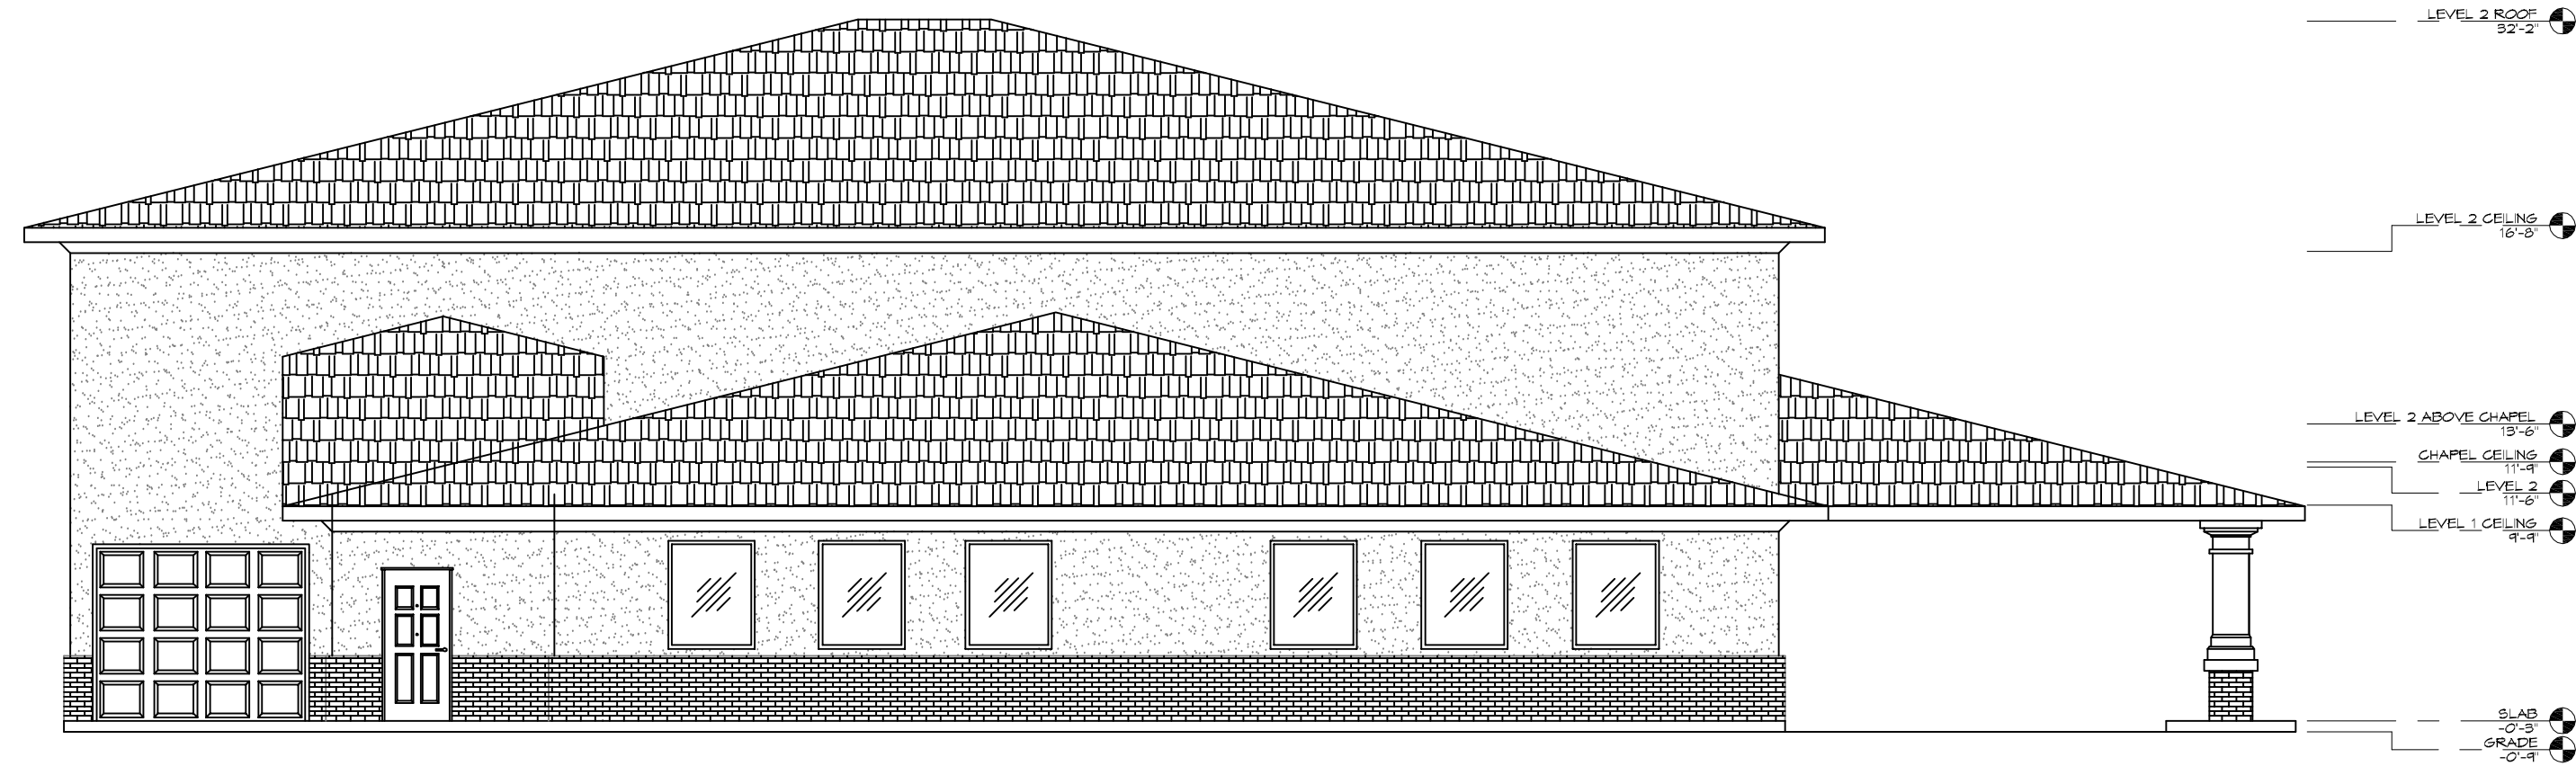 LEVEL 2 ROOF
32'-2"
LEVEL 2 CEILING
16'-8"
LEVEL 2 ABOVE CHAPEL
13'-6"
CHAPEL CEILING
11'-9"
LEVEL 2
11'-6"
LEVEL 1 CEILING
9'-9"
SLAB
-0'-3"
GRADE
-0'-9"